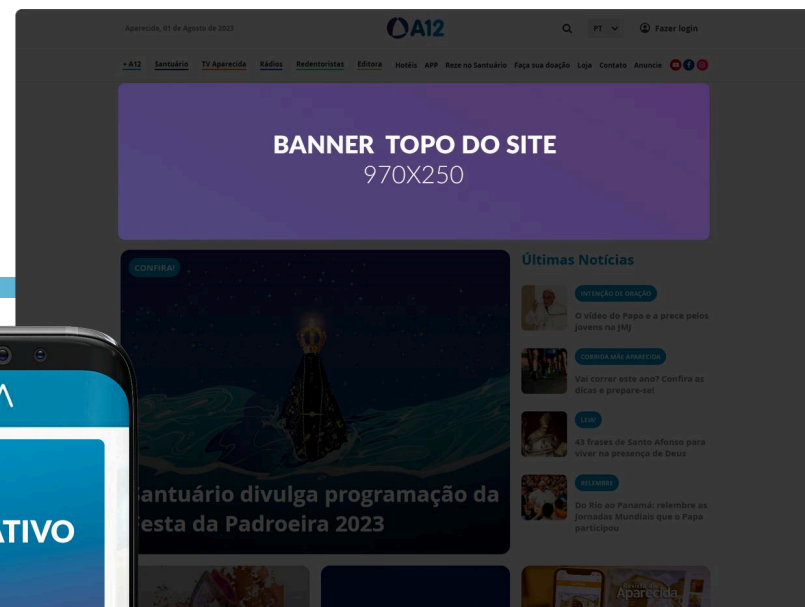 Aparecida, 01 de Agosto de 2023
A12
PT
Fazer login
+ A12 Santuário TV Aparecida Rádios Redentoristas Editora Hotéis APP Reze no Santuário Faça sua doação Loja Contato Anuncie
BANNER TOPO DO SITE
970X250
CONFIRA!
Santuário divulga programação da
Festa da Padroeira 2023
Últimas Notícias
INTENÇÃO DE ORAÇÃO
O vídeo do Papa e a prece pelos
jovens na JMJ
CORRIDA MÃE APARECIDA
Vai correr este ano? Confira as
dicas e prepare-se!
LEIA!
43 frases de Santo Afonso para
viver na presença de Deus
RELEMBRE
Do Rio ao Panamá: relembre as
Jornadas Mundiais que o Papa
participou
Revista de
Aparecida
ATIVO